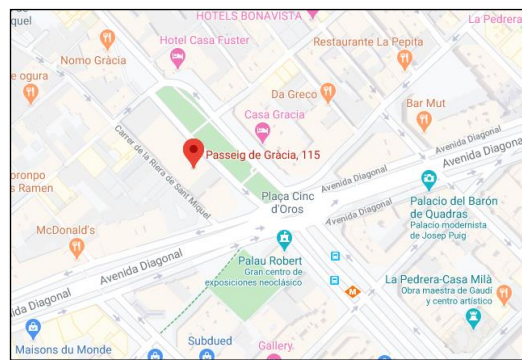 HOTELS BONAVISTA
La Pedrera
Hotel Casa Fuster
Restaurante La Pepita
Nomo Gràcia
e ogura
Da Greco
Casa Gracia
Bar Mut
Carrer de la Riera de Sant Miquel
Passeig de Gràcia, 115
Avenida Diagonal
Avenida Diagonal
Plaça Cinc
d'Oros
Avenida Diagonal
Palacio del Barón
de Quadras
Palacio modernista
de Josep Puig
oronpo
s Ramen
McDonald's
Palau Robert
Gran centro de
exposiciones neoclásico
Avenida Diagonal
La Pedrera-Casa Milà
Obra maestra de Gaudí
y centro artístico
M
nida Diagonal
Subdued
Maisons du Monde
Gallery